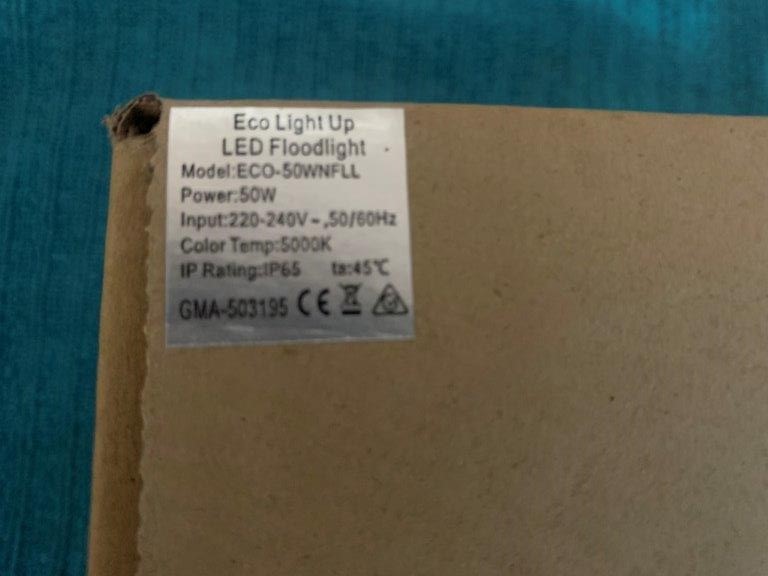 Eco Light Up
LED Floodlight
Model:ECO-50WNFLL
Power:50W
Input:220-240V~,50/60Hz
Color Temp:5000K
IP Rating:IP65 ta:45℃
GMA-503195 CE